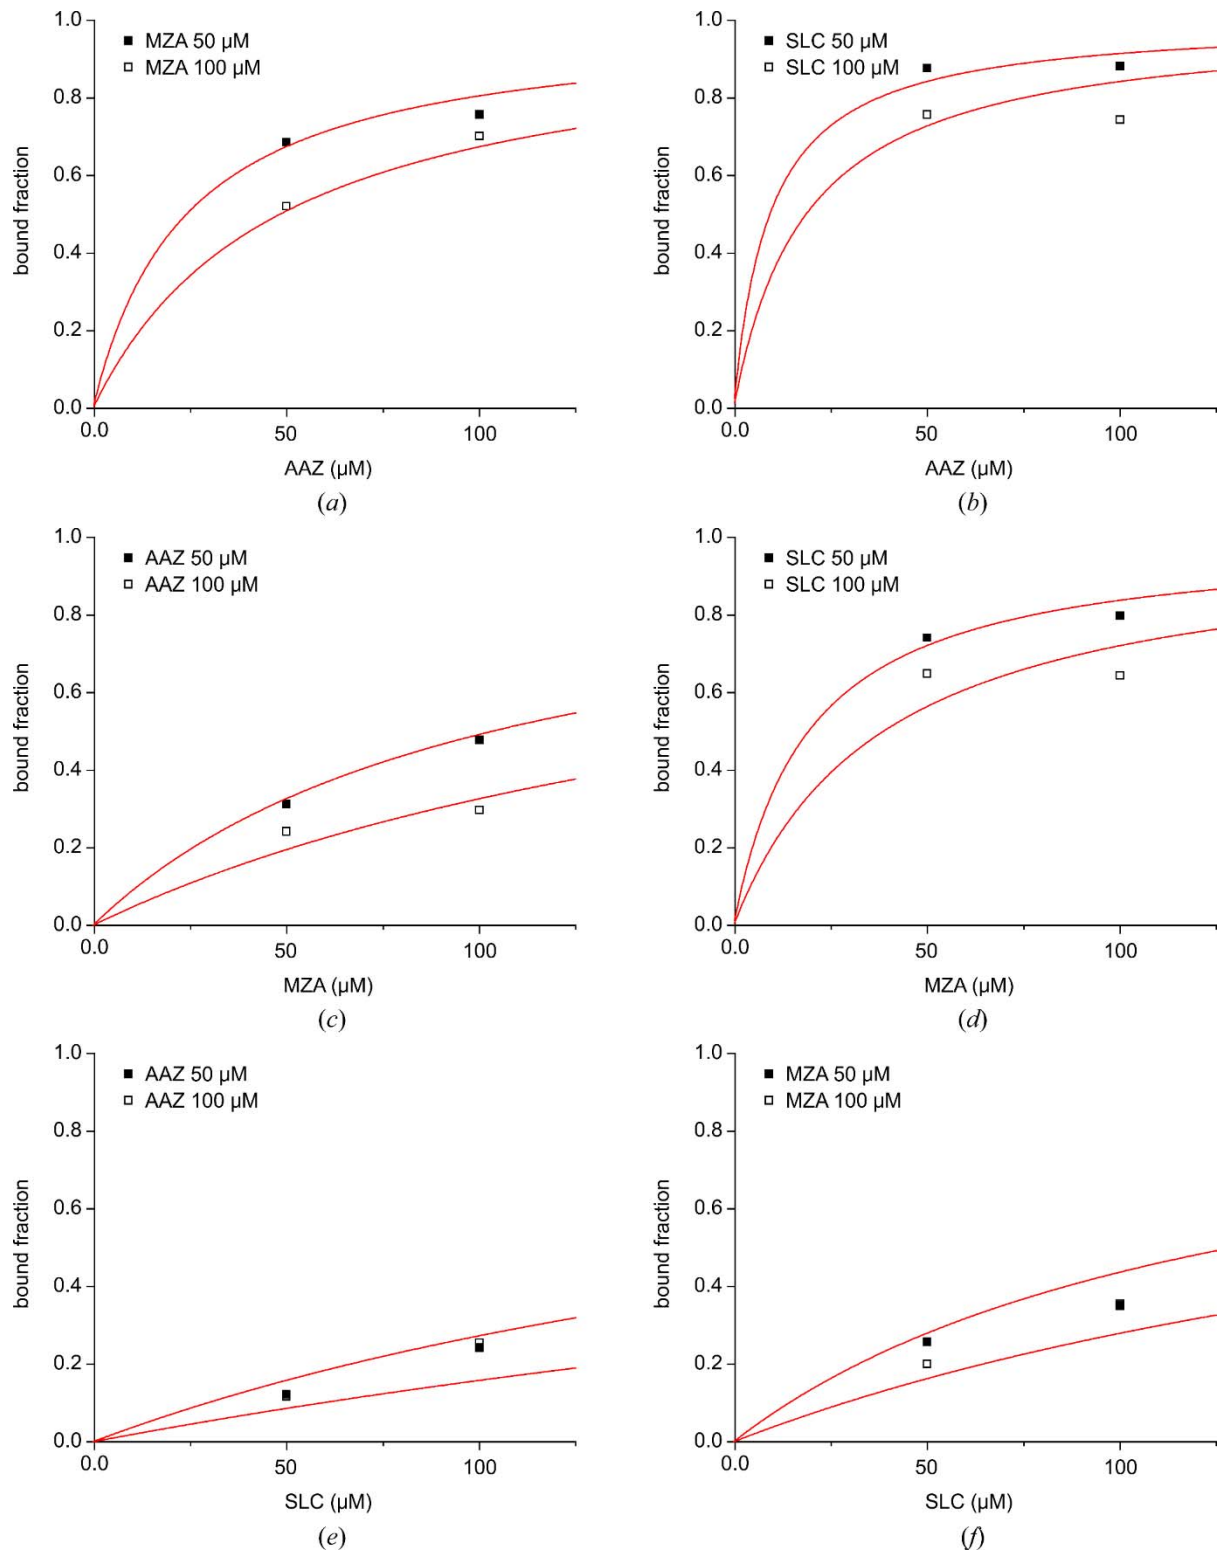 1.0
0.8
0.6
0.4
0.2
0.0
bound fraction
■ MZA 50 µM
□ MZA 100 µM
0.0 50 100
AAZ (µM)
(a)
1.0
0.8
0.6
0.4
0.2
0.0
bound fraction
■ SLC 50 µM
□ SLC 100 µM
0.0 50 100
AAZ (µM)
(b)
1.0
0.8
0.6
0.4
0.2
0.0
bound fraction
■ AAZ 50 µM
□ AAZ 100 µM
0.0 50 100
MZA (µM)
(c)
1.0
0.8
0.6
0.4
0.2
0.0
bound fraction
■ SLC 50 µM
□ SLC 100 µM
0.0 50 100
MZA (µM)
(d)
1.0
0.8
0.6
0.4
0.2
0.0
bound fraction
■ AAZ 50 µM
□ AAZ 100 µM
0.0 50 100
SLC (µM)
(e)
1.0
0.8
0.6
0.4
0.2
0.0
bound fraction
■ MZA 50 µM
□ MZA 100 µM
0.0 50 100
SLC (µM)
(f)